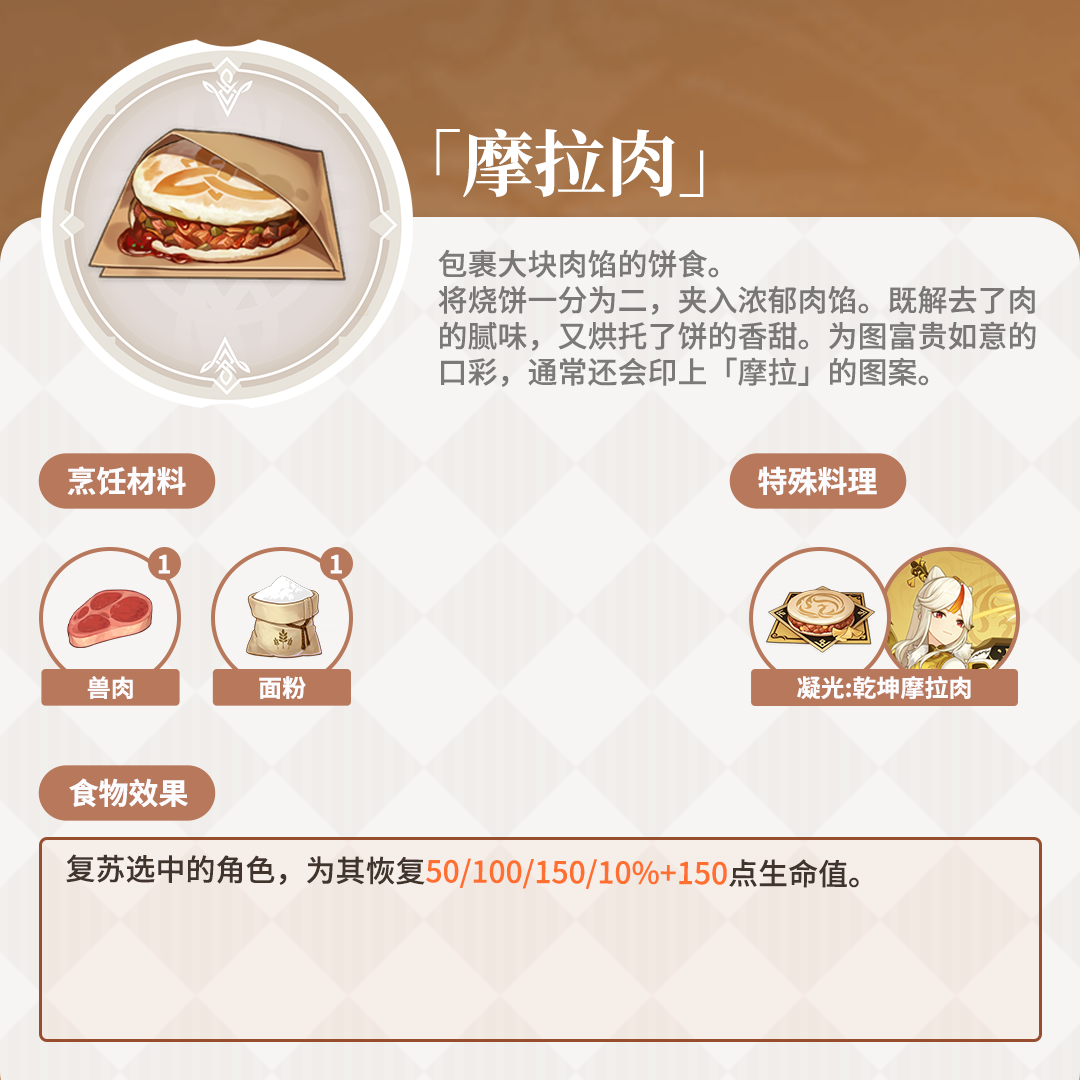 「摩拉肉」
包裹大块肉馅的饼食。
将烧饼一分为二，夹入浓郁肉馅。既解去了肉
的腻味，又烘托了饼的香甜。为图富贵如意的
口彩，通常还会印上「摩拉」的图案。
烹饪材料
特殊料理
1
1
兽肉
面粉
凝光:乾坤摩拉肉
食物效果
复苏选中的角色，为其恢复50/100/150/10%+150点生命值。